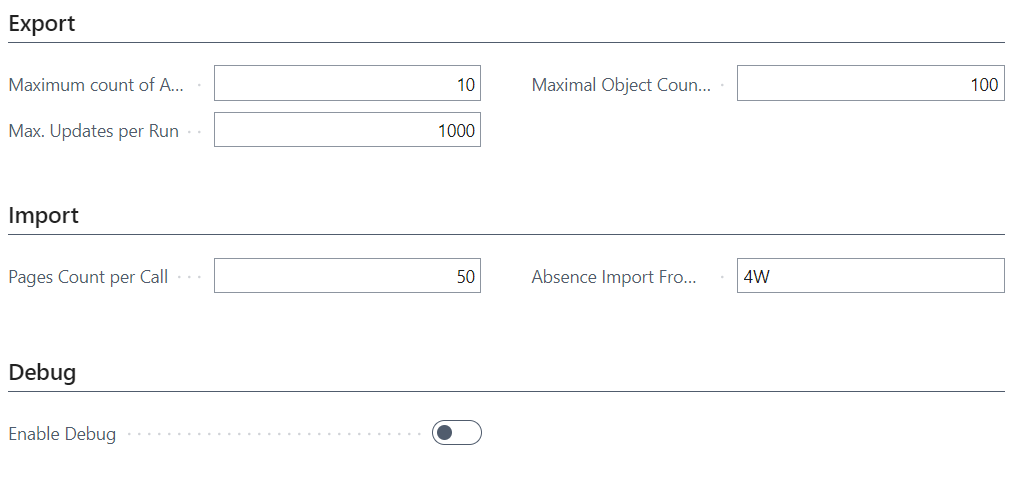 Export
Maximum count of A... 10 Maximal Object Coun... 100
Max. Updates per Run 1000
Import
Pages Count per Call 50 Absence Import Fro... 4W
Debug
Enable Debug